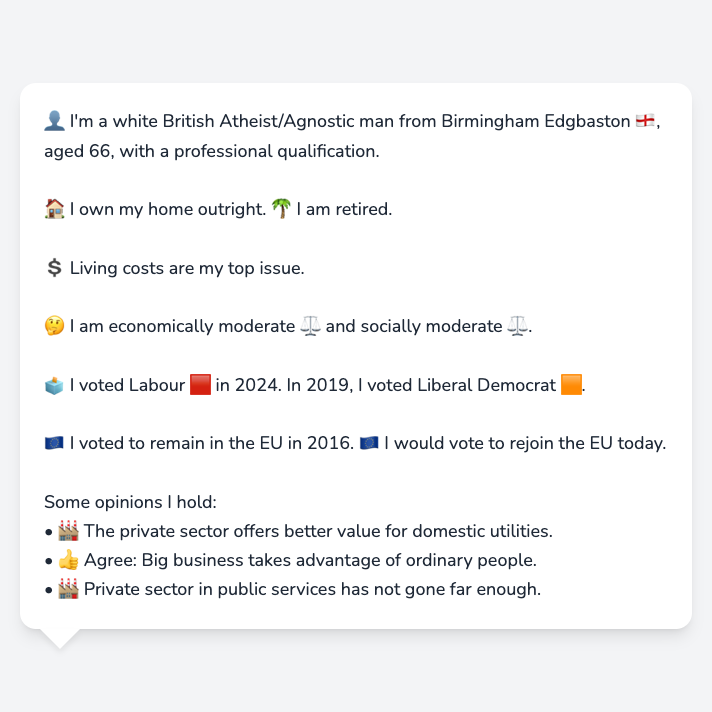 👤 I'm a white British Atheist/Agnostic man from Birmingham Edgbaston 🏴󠁧󠁢󠁥󠁮󠁧󠁿,
aged 66, with a professional qualification.
🏠 I own my home outright. 🌴 I am retired.
💲 Living costs are my top issue.
🤔 I am economically moderate ⚖️ and socially moderate ⚖️.
🗳️ I voted Labour 🟥 in 2024. In 2019, I voted Liberal Democrat 🟧.
🇪🇺 I voted to remain in the EU in 2016. 🇪🇺 I would vote to rejoin the EU today.
Some opinions I hold:
• 🏭 The private sector offers better value for domestic utilities.
• 👍 Agree: Big business takes advantage of ordinary people.
• 🏭 Private sector in public services has not gone far enough.